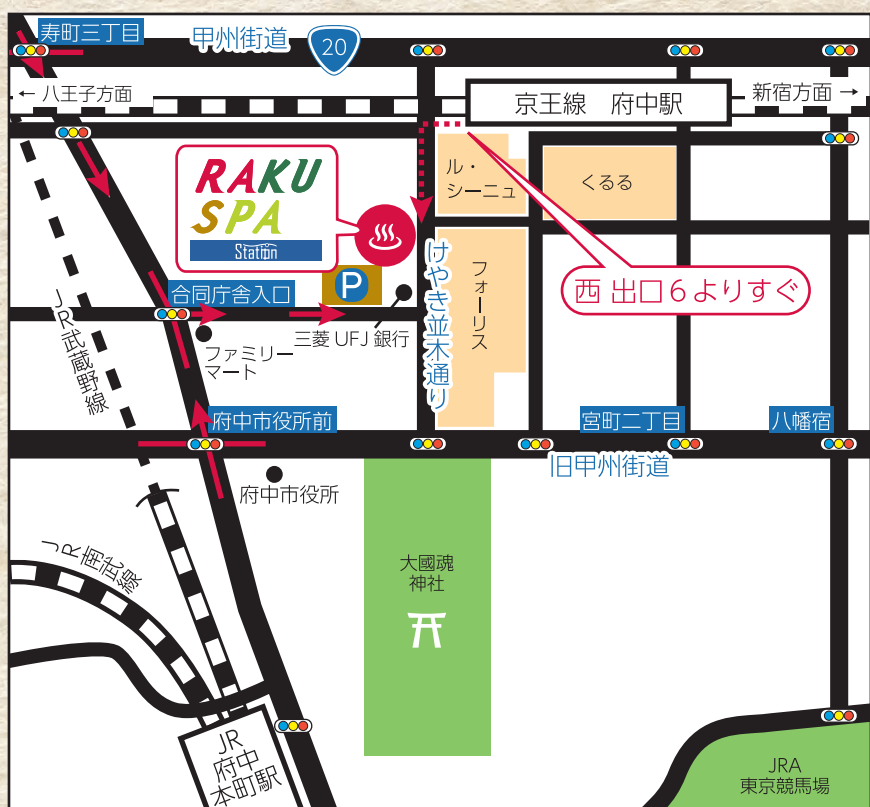 寿町三丁目
甲州街道
20
← 八王子方面
京王線 府中駅
新宿方面 →
RAKU
SPA
Station
ル・
シーニュ
くるる
西 出口6よりすぐ
フォーリス
けやき並木通り
P
合同庁舎入口
三菱UFJ銀行
ファミリー
マート
JR武蔵野線
府中市役所前
宮町二丁目
八幡宿
旧甲州街道
府中市役所
JR南武線
大國魂
神社
JR
府中
本町駅
JRA
東京競馬場